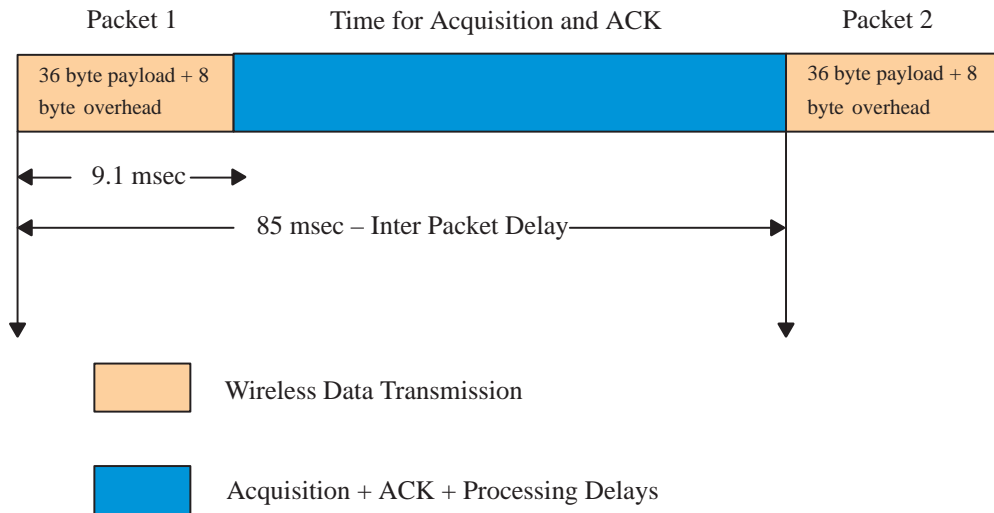 Packet 1
Time for Acquisition and ACK
Packet 2
36 byte payload + 8
byte overhead
36 byte payload + 8
byte overhead
9.1 msec
85 msec – Inter Packet Delay
Wireless Data Transmission
Acquisition + ACK + Processing Delays